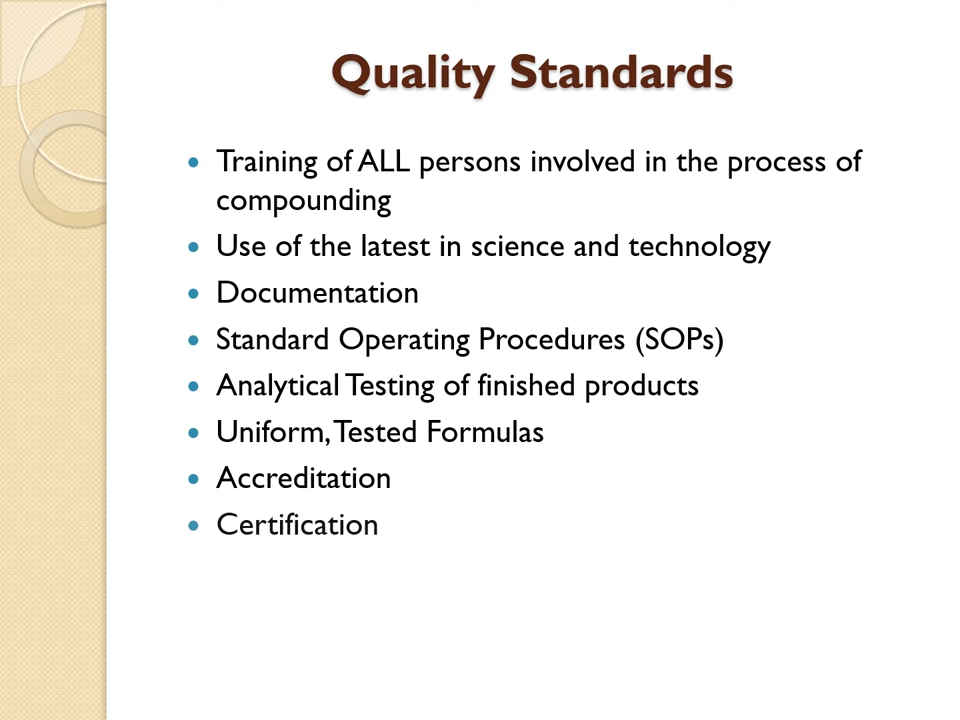 Quality Standards
• Training of ALL persons involved in the process of
compounding
• Use of the latest in science and technology
• Documentation
• Standard Operating Procedures (SOPs)
• Analytical Testing of finished products
• Uniform, Tested Formulas
• Accreditation
• Certification